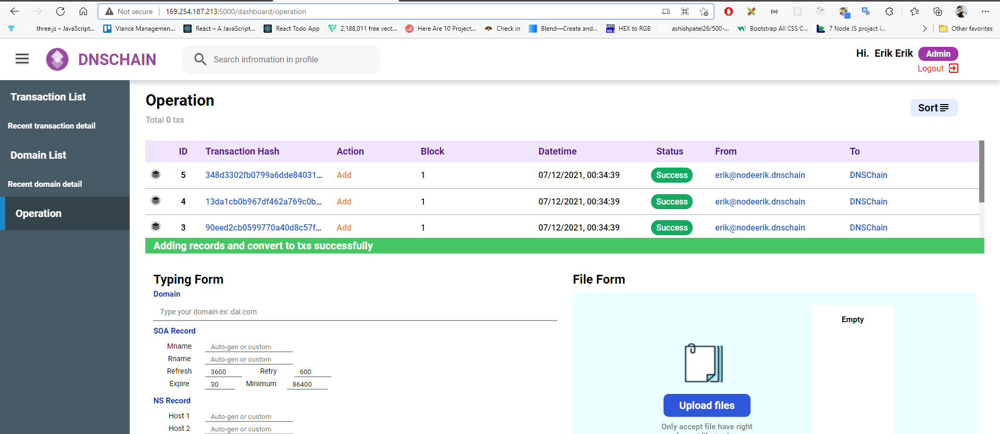 Not secure 169.254.187.213:5000/dashboard/operation
three.js – JavaScript... Vlance Managemen... React – A JavaScript... React Todo App 2,188,011 free vect... Here Are 10 Project... Check in Blend—Create and... HEX to RGB ashishpatel26/500-... Bootstrap All CSS C... 7 Node JS project i... Other favorites
DNSCHAIN
Search infromation in profile
Hi. Erik Erik Admin
Logout
Transaction List
Recent transaction detail
Domain List
Recent domain detail
Operation
Operation
Total 0 txs
Sort
ID Transaction Hash Action Block Datetime Status From To
5 348d3302fb0799a6dde84031... Add 1 07/12/2021, 00:34:39 Success erik@nodeerik.dnschain DNSChain
4 13da1cb0b967df462a769c0b... Add 1 07/12/2021, 00:34:39 Success erik@nodeerik.dnschain DNSChain
3 90eed2cb0599770a40d8c57f... Add 1 07/12/2021, 00:34:39 Success erik@nodeerik.dnschain DNSChain
Adding records and convert to txs successfully
Typing Form
Domain
Type your domain ex: dai.com
SOA Record
Mname Auto-gen or custom
Rname Auto-gen or custom
Refresh 3600 Retry 600
Expire 30 Minimum 86400
NS Record
Host 1 Auto-gen or custom
Host 2 Auto-gen or custom
File Form
Empty
Upload files
Only accept file have right